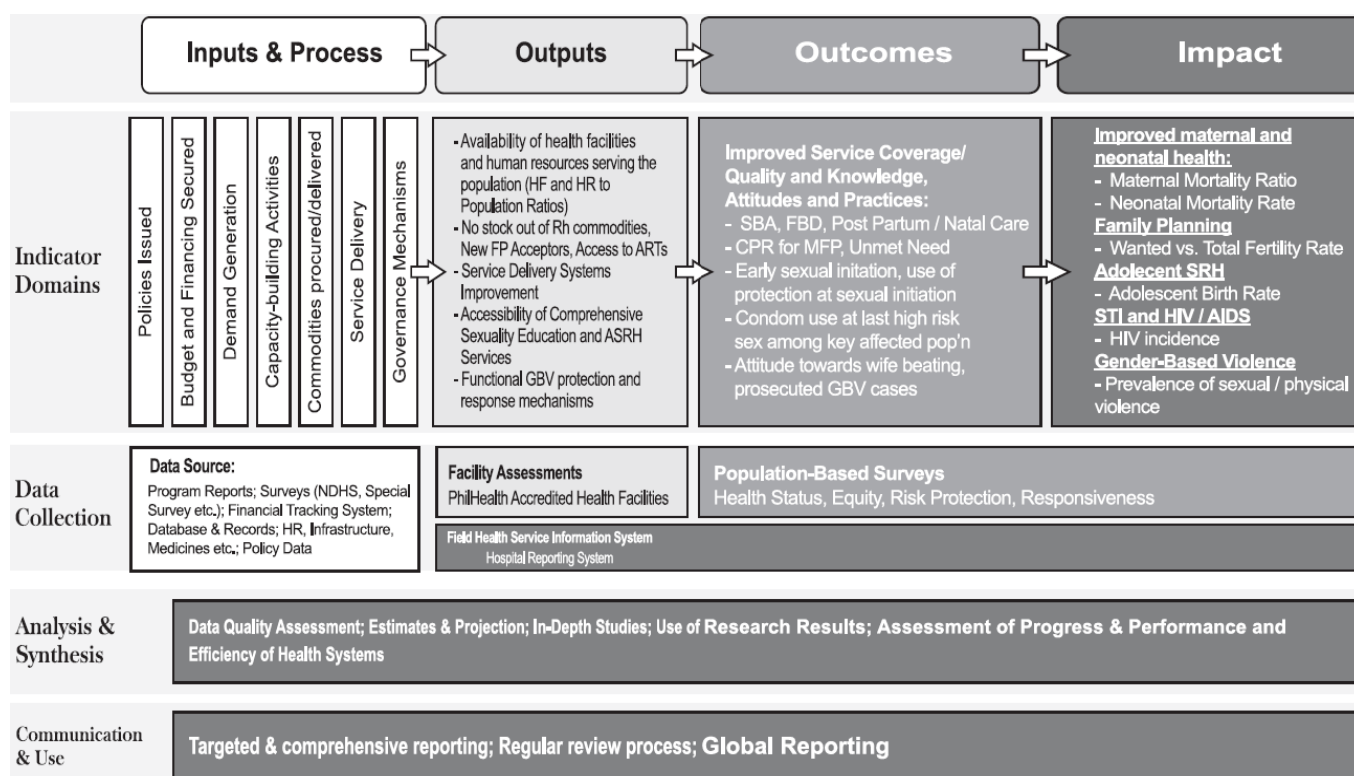 Inputs & Process
Outputs
Outcomes
Impact
Indicator
Domains
Policies Issued
Budget and Financing Secured
Demand Generation
Capacity-building Activities
Commodities procured/delivered
Service Delivery
Governance Mechanisms
- Availability of health facilities
and human resources serving the
population (HF and HR to
Population Ratios)
- No stock out of Rh commodities,
New FP Acceptors, Access to ARTs
- Service Delivery Systems
Improvement
- Accessibility of Comprehensive
Sexuality Education and ASRH
Services
- Functional GBV protection and
response mechanisms
Improved Service Coverage/
Quality and Knowledge,
Attitudes and Practices:
- SBA, FBD, Post Partum / Natal Care
- CPR for MFP, Unmet Need
- Early sexual initation, use of
protection at sexual initiation
- Condom use at last high risk
sex among key affected pop'n
- Attitude towards wife beating,
prosecuted GBV cases
Improved maternal and
neonatal health:
- Maternal Mortality Ratio
- Neonatal Mortality Rate
Family Planning
- Wanted vs. Total Fertility Rate
Adolecent SRH
- Adolescent Birth Rate
STI and HIV / AIDS
- HIV incidence
Gender-Based Violence
- Prevalence of sexual / physical
violence
Data
Collection
Data Source:
Program Reports; Surveys (NDHS, Special
Survey etc.); Financial Tracking System;
Database & Records; HR, Infrastructure,
Medicines etc.; Policy Data
Facility Assessments
PhilHealth Accredited Health Facilities
Population-Based Surveys
Health Status, Equity, Risk Protection, Responsiveness
Field Health Service Information System
Hospital Reporting System
Analysis &
Synthesis
Data Quality Assessment; Estimates & Projection; In-Depth Studies; Use of Research Results; Assessment of Progress & Performance and
Efficiency of Health Systems
Communication
& Use
Targeted & comprehensive reporting; Regular review process; Global Reporting